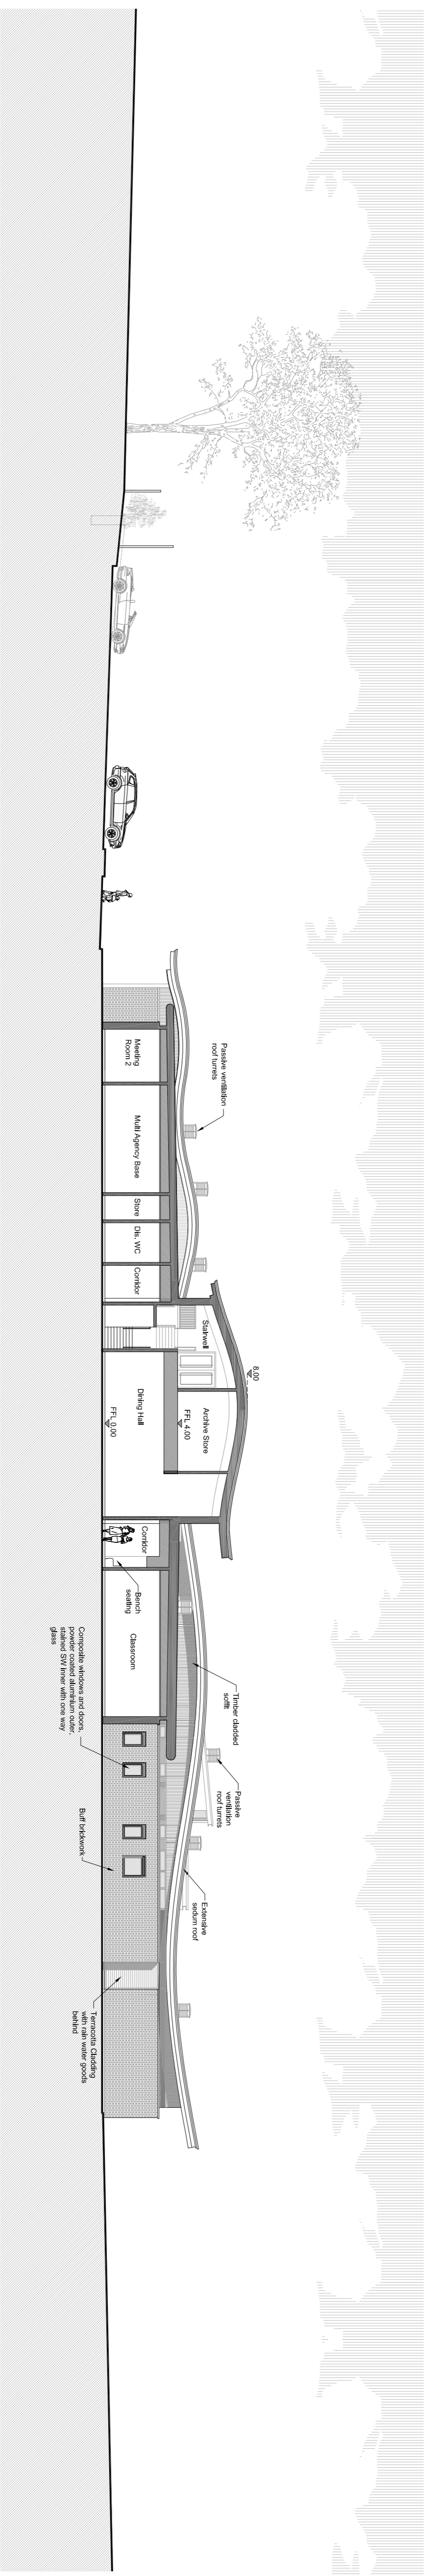 Passive ventilation
roof turrets
Meeting
Room 2
Multi Agency Base
Store
Dis. WC
Corridor
Stairwell
8.00
Archive Store
FFL 4.00
Dining Hall
FFL 0.00
Corridor
Bench
seating
Classroom
Timber cladded
soffit
Passive
ventilation
roof turrets
Extensive
sedum roof
Composite windows and doors,
powder coated aluminium outer,
stained SW inner with one way
glass
Buff brickwork
Terracotta Cladding
with rain water goods
behind